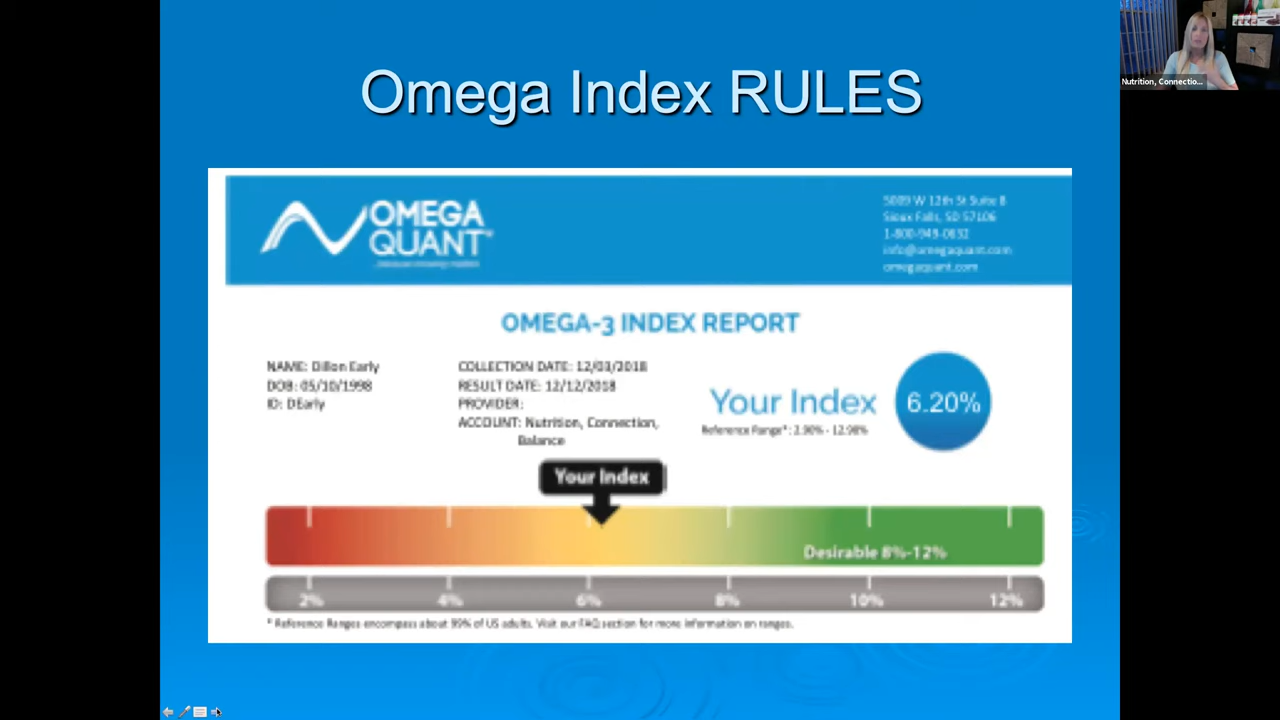 Omega Index RULES
OMEGA
QUANT
5009 W 12th St Suite 8
Sioux Falls, SD 57106
1-800-949-0632
info@omegaquant.com
omegaquant.com
OMEGA-3 INDEX REPORT
NAME: Dillon Early
DOB: 05/10/1998
ID: DEarly
COLLECTION DATE: 12/03/2018
RESULT DATE: 12/12/2018
PROVIDER:
ACCOUNT: Nutrition, Connection,
Balance
Your Index
6.20%
Reference Range*: 2.90% - 12.90%
Your Index
Desirable 8%-12%
2% 4% 6% 8% 10% 12%
* Reference Ranges encompass about 99% of US adults. Visit our FAQ section for more information on ranges.
Nutrition, Connectio...